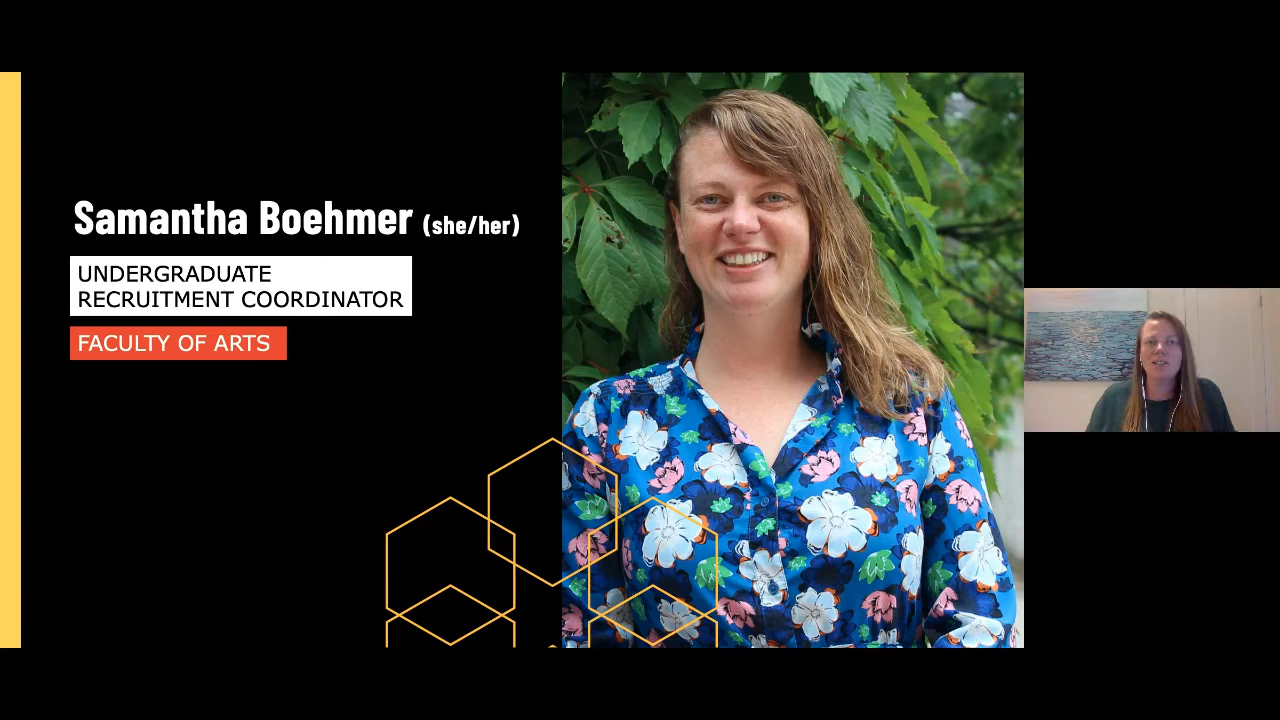 Samantha Boehmer (she/her)
UNDERGRADUATE
RECRUITMENT COORDINATOR
FACULTY OF ARTS